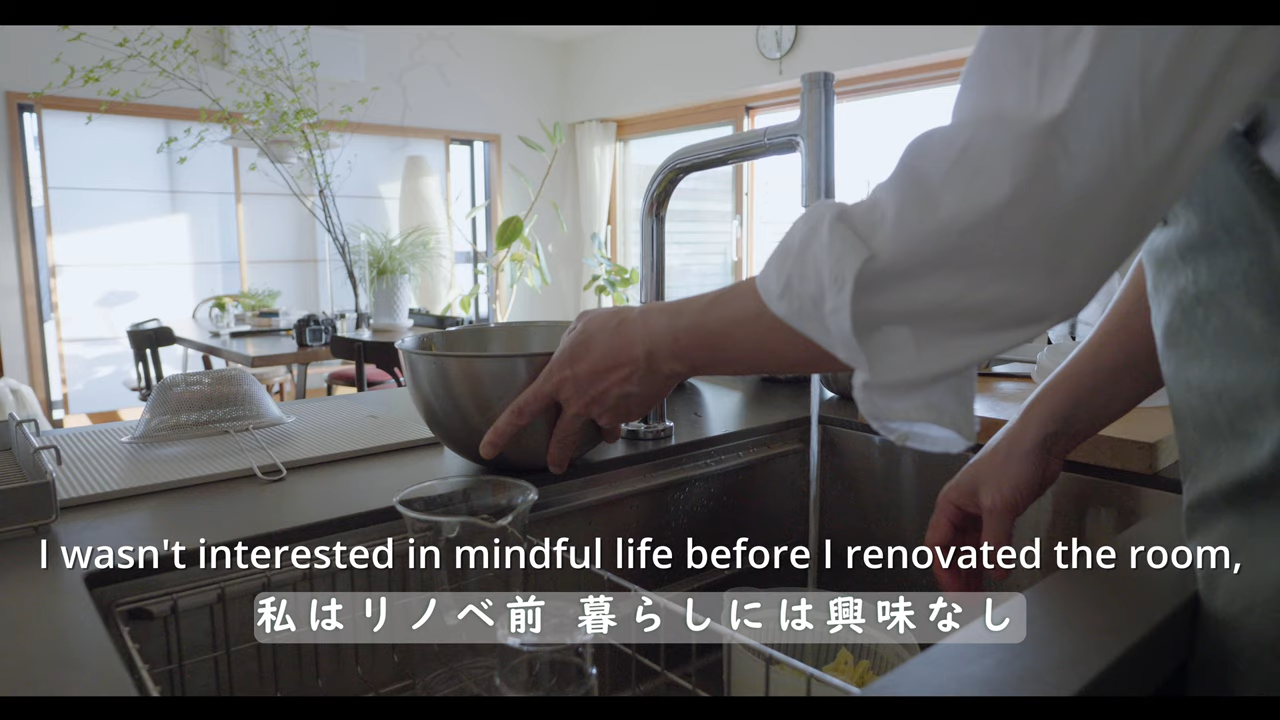 I wasn't interested in mindful life before I renovated the room,
私はリノベ前 暮らしには興味なし